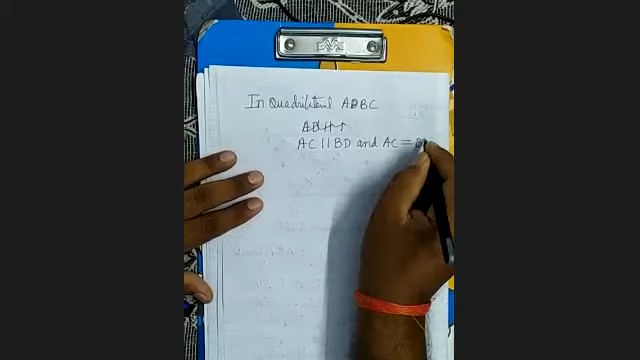 In Quadrilateral ADBC
AC || BD and AC =